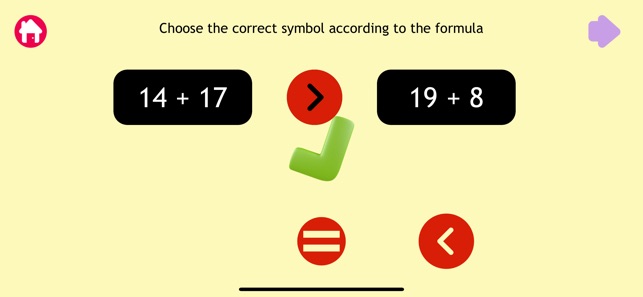 Choose the correct symbol according to the formula
14 + 17 > 19 + 8
= <